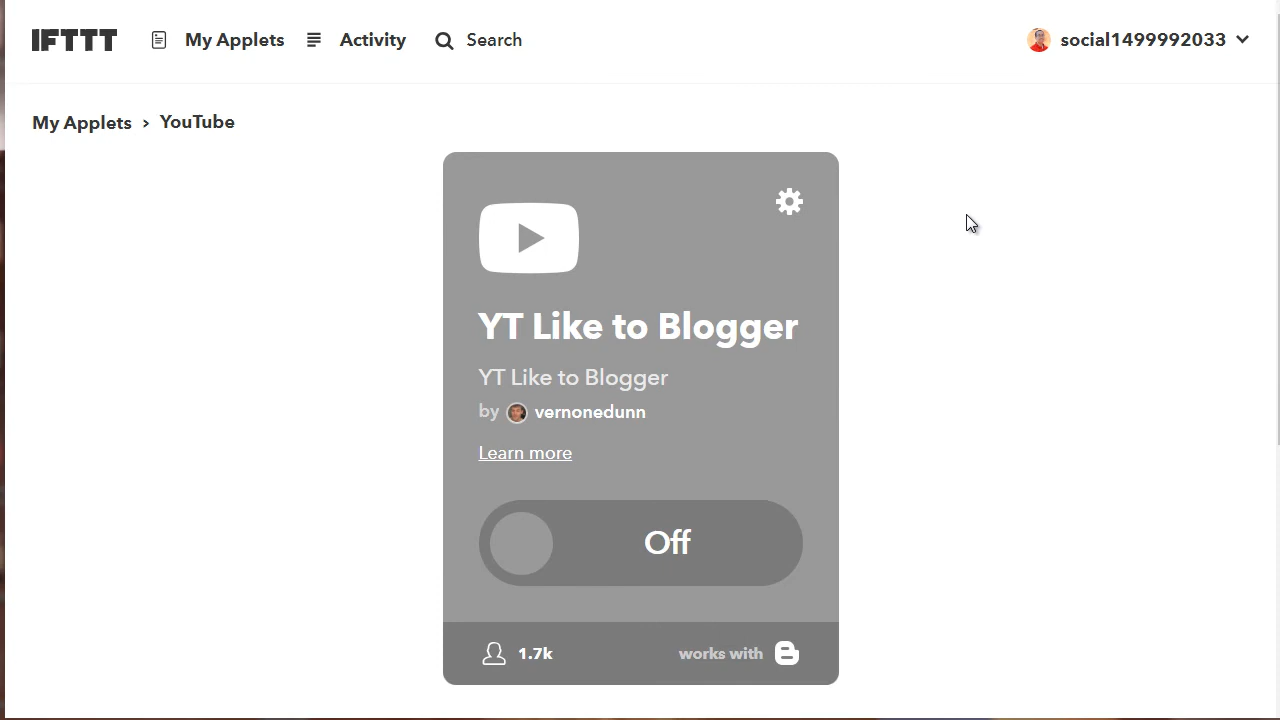 IFTTT My Applets Activity Search social1499992033
My Applets › YouTube
YT Like to Blogger
YT Like to Blogger
by vernonedunn
Learn more
Off
1.7k works with